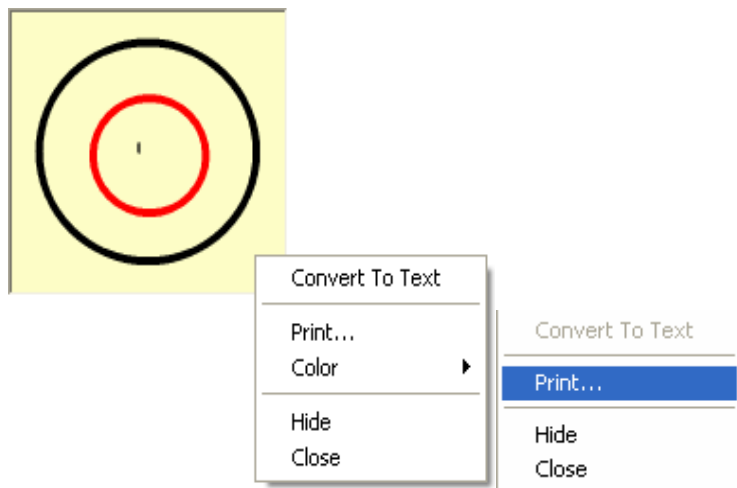 Convert To Text
Print...
Color
Hide
Close
Convert To Text
Print...
Hide
Close